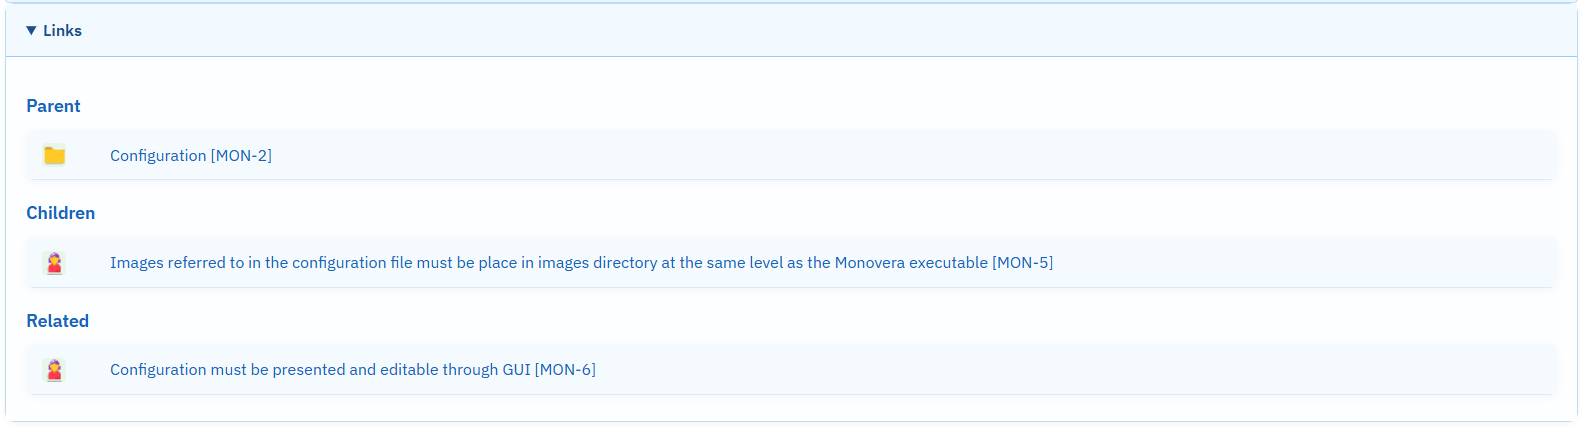 Links
Parent
Configuration [MON-2]
Children
Images referred to in the configuration file must be place in images directory at the same level as the Monovera executable [MON-5]
Related
Configuration must be presented and editable through GUI [MON-6]